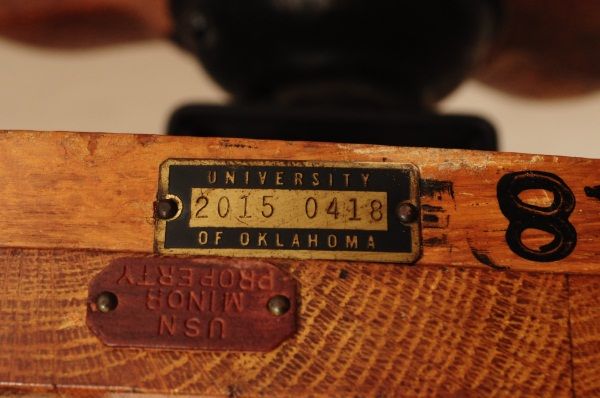 UNIVERSITY
2015 0418
OF OKLAHOMA
8
USN
MINOR
PROPERTY